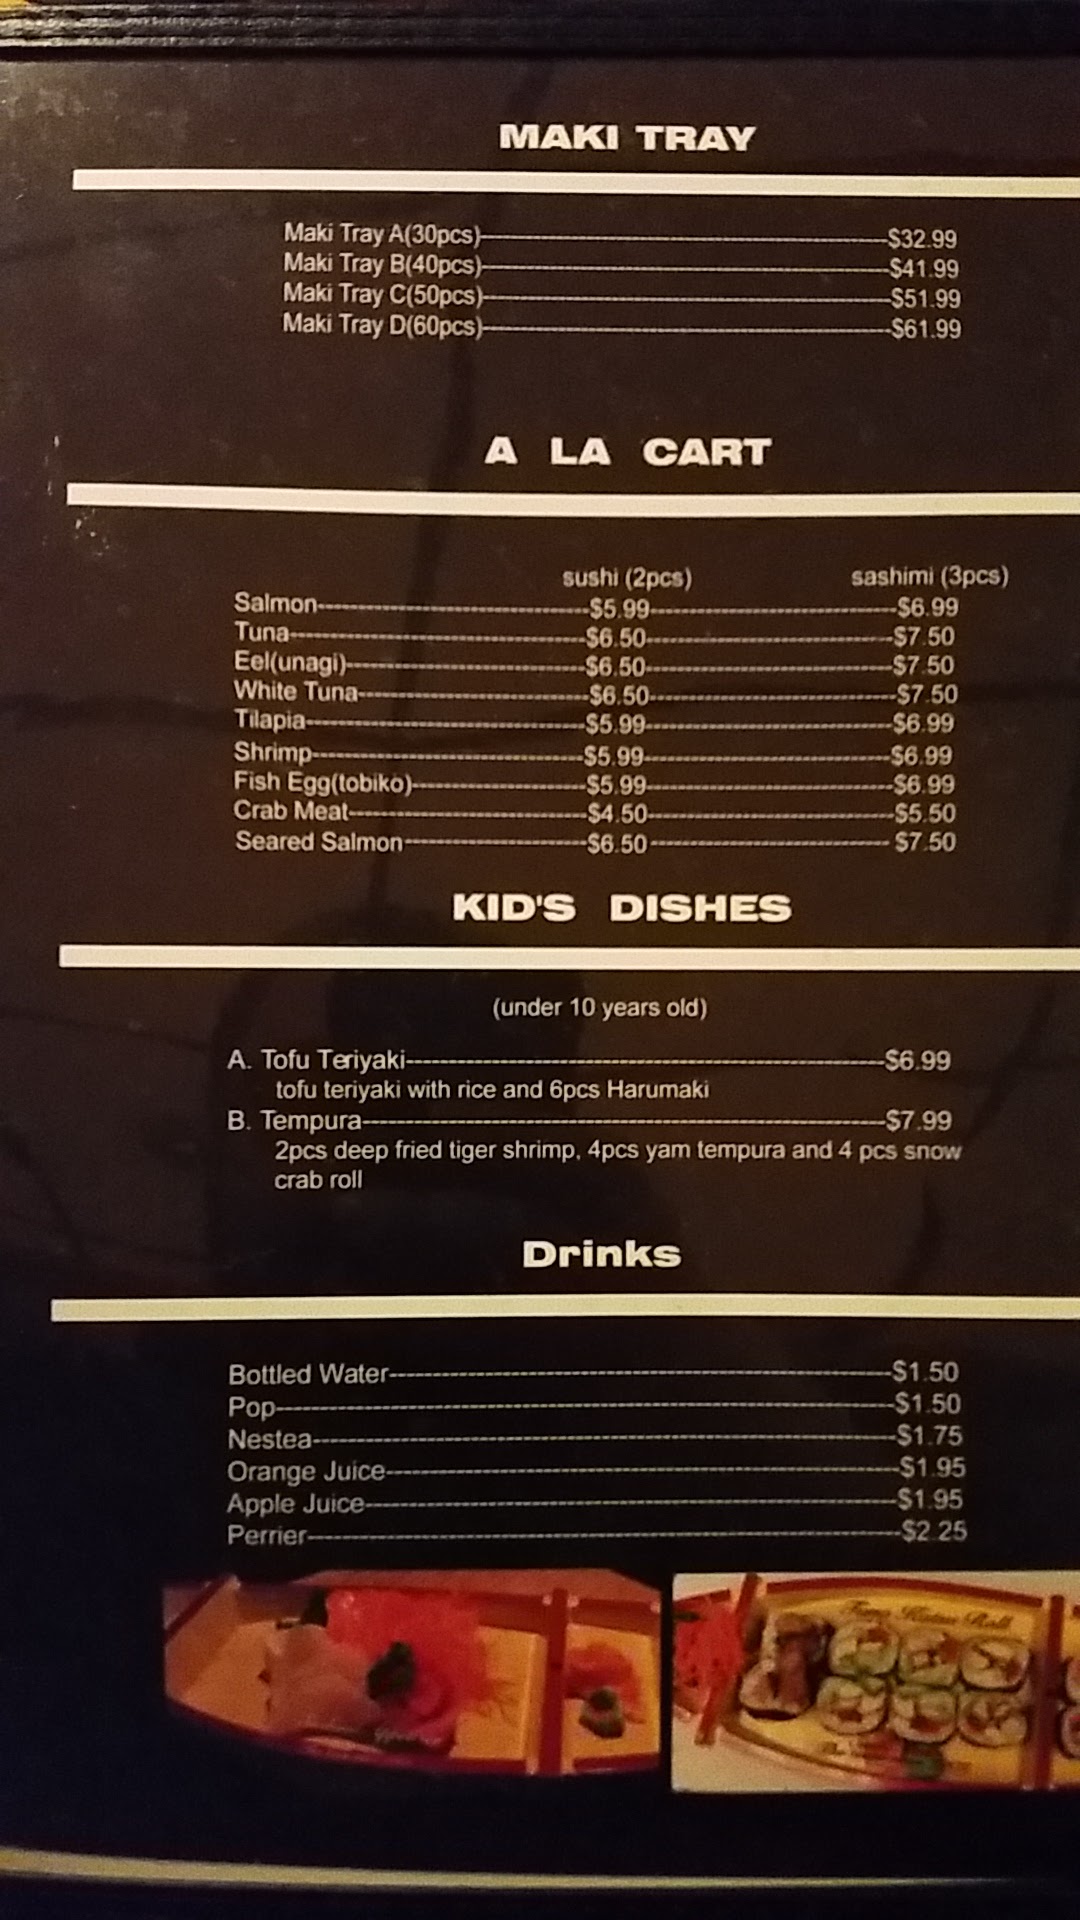 MAKI TRAY
Maki Tray A(30pcs)---$32.99
Maki Tray B(40pcs)---$41.99
Maki Tray C(50pcs)---$51.99
Maki Tray D(60pcs)---$61.99
A LA CART
sushi (2pcs) sashimi (3pcs)
Salmon---$5.99---$6.99
Tuna---$6.50---$7.50
Eel(unagi)---$6.50---$7.50
White Tuna---$6.50---$7.50
Tilapia---$5.99---$6.99
Shrimp---$5.99---$6.99
Fish Egg(tobiko)---$5.99---$6.99
Crab Meat---$4.50---$5.50
Seared Salmon---$6.50---$7.50
KID'S DISHES
(under 10 years old)
A. Tofu Teriyaki---$6.99
tofu teriyaki with rice and 6pcs Harumaki
B. Tempura---$7.99
2pcs deep fried tiger shrimp, 4pcs yam tempura and 4 pcs snow
crab roll
Drinks
Bottled Water---$1.50
Pop---$1.50
Nestea---$1.75
Orange Juice---$1.95
Apple Juice---$1.95
Perrier---$2.25
Roll